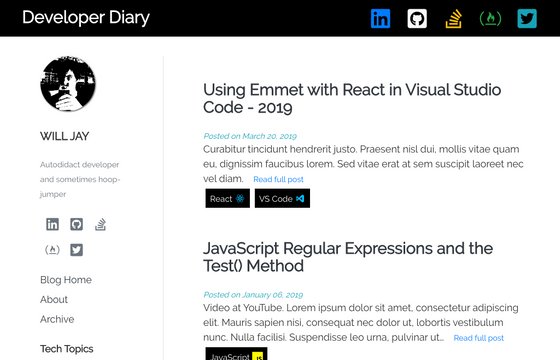 Developer Diary
WILL JAY
Autodidact developer
and sometimes hoop-
jumper
Blog Home
About
Archive
Tech Topics
Using Emmet with React in Visual Studio
Code - 2019
Posted on March 20, 2019
Curabitur tincidunt hendrerit justo. Praesent nisl dui, mollis vitae quam
eu, dignissim faucibus lorem. Sed vitae erat at sem suscipit laoreet nec
vel diam. Read full post
React VS Code
JavaScript Regular Expressions and the
Test() Method
Posted on January 06, 2019
Video at YouTube. Lorem ipsum dolor sit amet, consectetur adipiscing
elit. Mauris sapien nisi, consequat nec dolor ut, lobortis vestibulum
nunc. Nulla facilisi. Suspendisse leo urna, pulvinar ut… Read full post
JavaScript JS